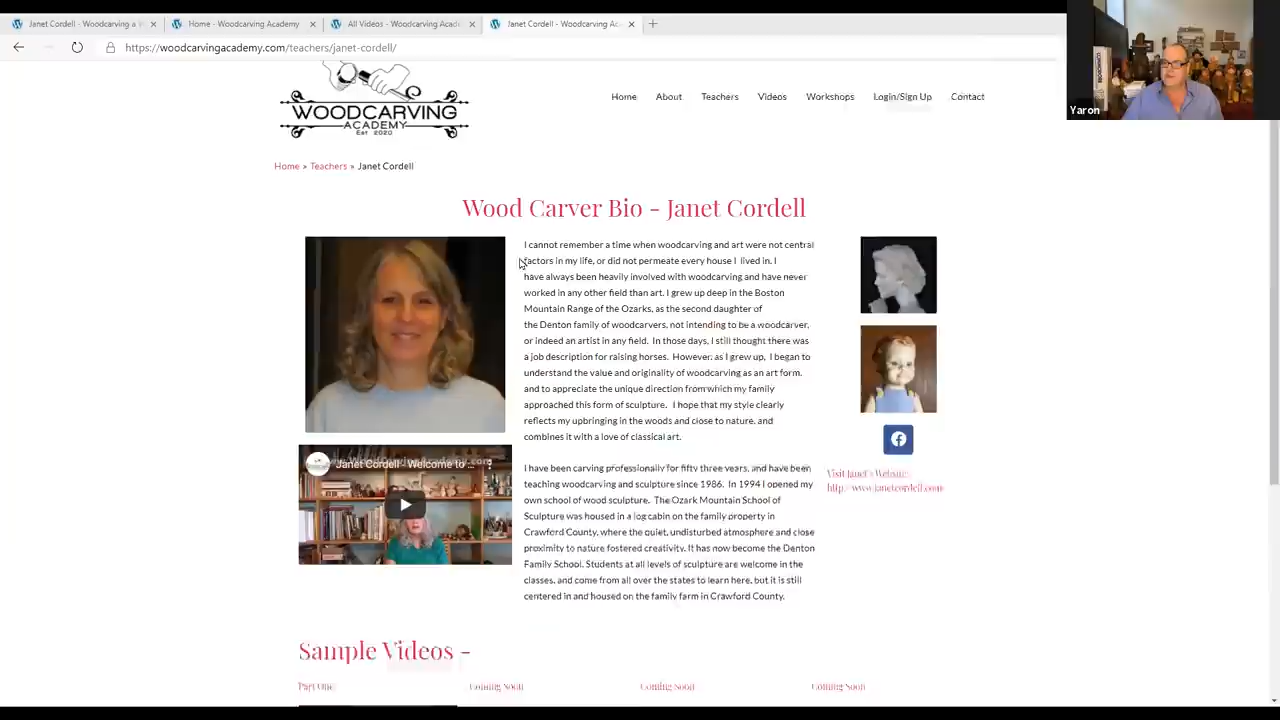 Janet Cordell - Woodcarving a
Home - Woodcarving Academy
All Videos - Woodcarving Acade
Janet Cordell - Woodcarving Ac
https://woodcarvingacademy.com/teachers/janet-cordell/
Yaron
WOODCARVING
ACADEMY
Est 2020
Home About Teachers Videos Workshops Login/Sign Up Contact
Home » Teachers » Janet Cordell
Wood Carver Bio - Janet Cordell
I cannot remember a time when woodcarving and art were not central
factors in my life, or did not permeate every house I lived in. I
have always been heavily involved with woodcarving and have never
worked in any other field than art. I grew up deep in the Boston
Mountain Range of the Ozarks, as the second daughter of
the Denton family of woodcarvers, not intending to be a woodcarver,
or indeed an artist in any field. In those days, I still thought there was
a job description for raising horses. However, as I grew up, I began to
understand the value and originality of woodcarving as an art form,
and to appreciate the unique direction from which my family
approached this form of sculpture. I hope that my style clearly
reflects my upbringing in the woods and close to nature, and
combines it with a love of classical art.
I have been carving professionally for fifty three years, and have been
teaching woodcarving and sculpture since 1986. In 1994 I opened my
own school of wood sculpture. The Ozark Mountain School of
Sculpture was housed in a log cabin on the family property in
Crawford County, where the quiet, undisturbed atmosphere and close
proximity to nature fostered creativity. It has now become the Denton
Family School. Students at all levels of sculpture are welcome in the
classes, and come from all over the states to learn here, but it is still
centered in and housed on the family farm in Crawford County.
Janet Cordell - Welcome to ...
Visit Janet's Website:
http://www.janetcordell.com
Sample Videos -
Part One
Coming Soon
Coming Soon
Coming Soon